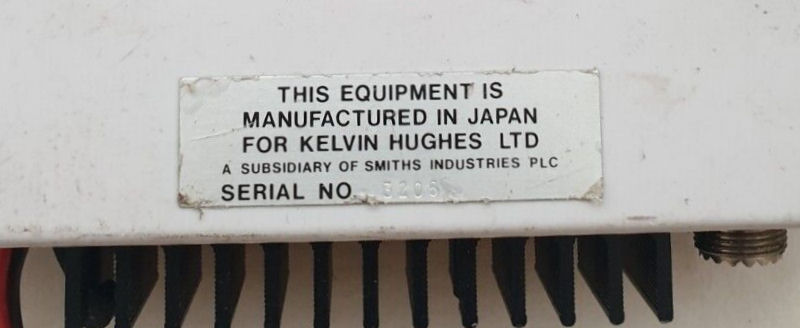 THIS EQUIPMENT IS
MANUFACTURED IN JAPAN
FOR KELVIN HUGHES LTD
A SUBSIDIARY OF SMITHS INDUSTRIES PLC
SERIAL NO.